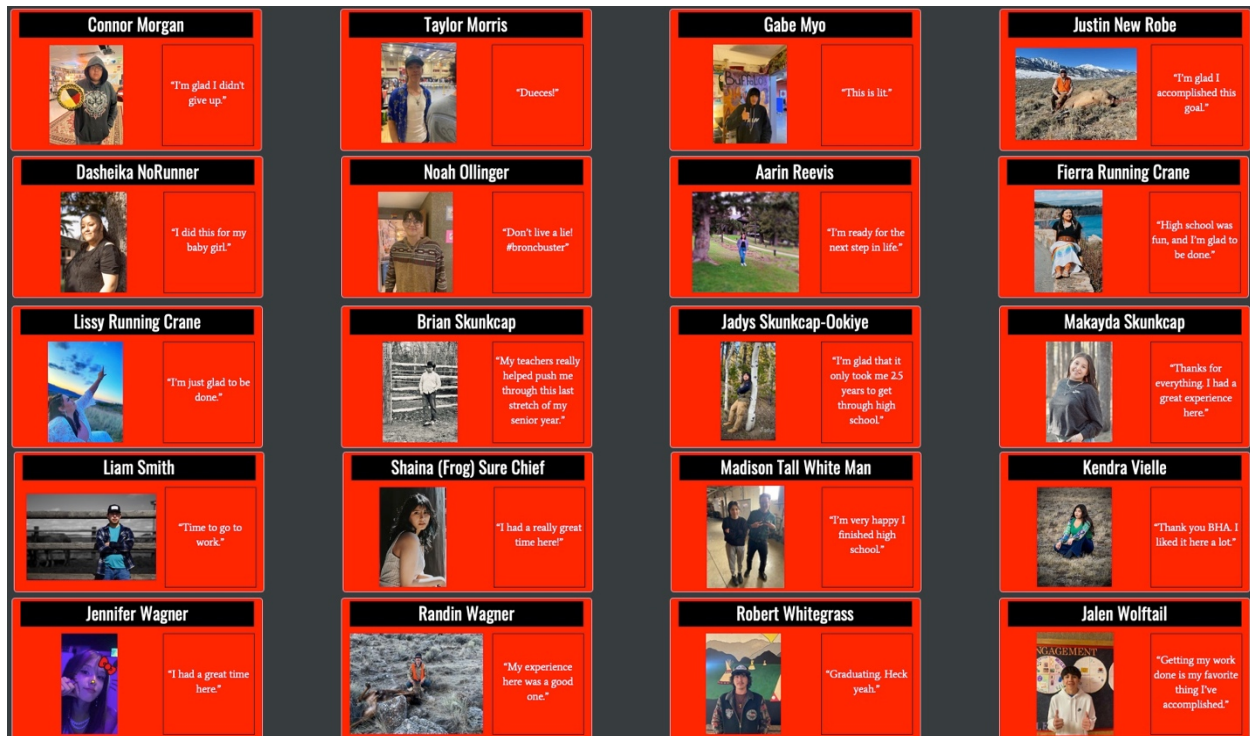 Connor Morgan
"I'm glad I didn't
give up."
Taylor Morris
"Dueces!"
Gabe Myo
"This is lit."
Justin New Robe
"I'm glad I
accomplished this
goal."
Dasheika NoRunner
"I did this for my
baby girl."
Noah Ollinger
"Don't live a lie!
#broncbuster"
Aarin Reevis
"I'm ready for the
next step in life."
Fierra Running Crane
"High school was
fun, and I'm glad to
be done."
Lissy Running Crane
"I'm just glad to be
done."
Brian Skunkcap
"My teachers really
helped push me
through this last
stretch of my
senior year."
Jadys Skunkcap-Ookiye
"I'm glad that it
only took me 2.5
years to get
through high
school."
Makayda Skunkcap
"Thanks for
everything. I had a
great experience
here."
Liam Smith
"Time to go to
work."
Shaina (Frog) Sure Chief
"I had a really great
time here!"
Madison Tall White Man
"I'm very happy I
finished high
school."
Kendra Vielle
"Thank you BHA. I
liked it here a lot."
Jennifer Wagner
"I had a great time
here."
Randin Wagner
"My experience
here was a good
one."
Robert Whitegrass
"Graduating. Heck
yeah."
Jalen Wolftail
NGAGEMENT
"Getting my work
done is my favorite
thing I've
accomplished."